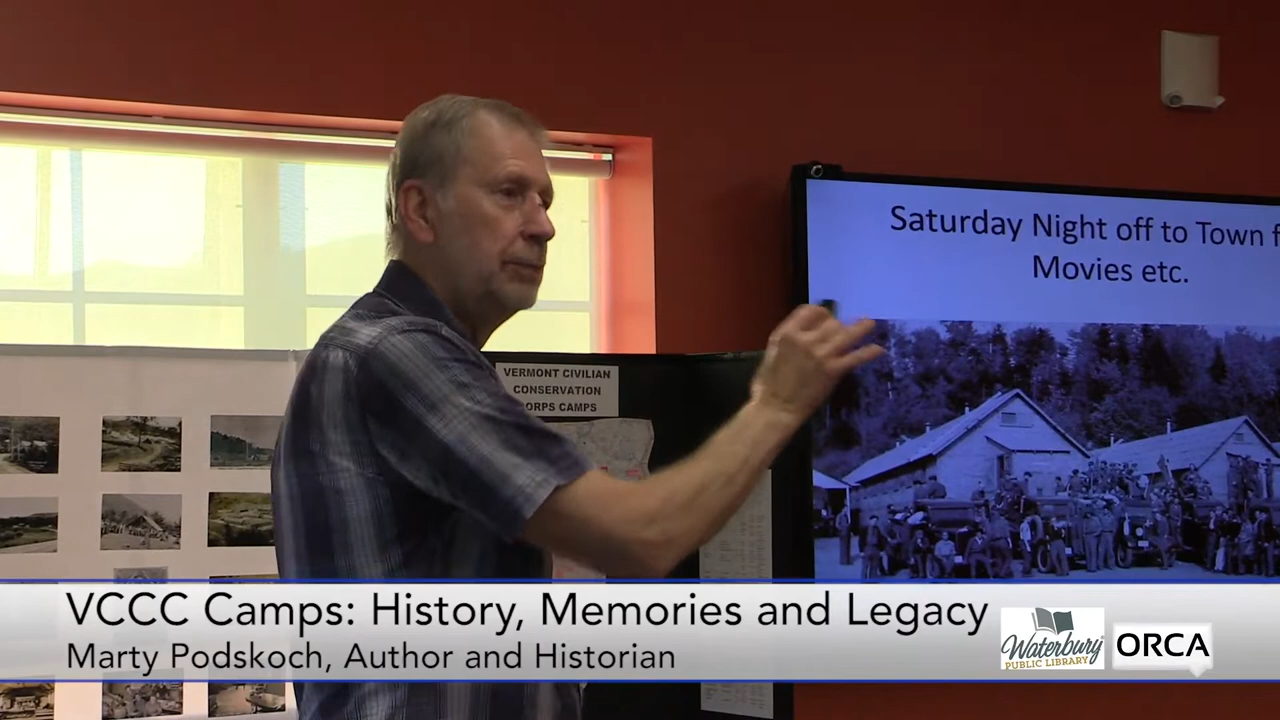 Saturday Night off to Town f
Movies etc.
VERMONT CIVILIAN
CONSERVATION
ORPS CAMPS
VCCC Camps: History, Memories and Legacy
Marty Podskoch, Author and Historian
Waterbury
PUBLIC LIBRARY
ORCA